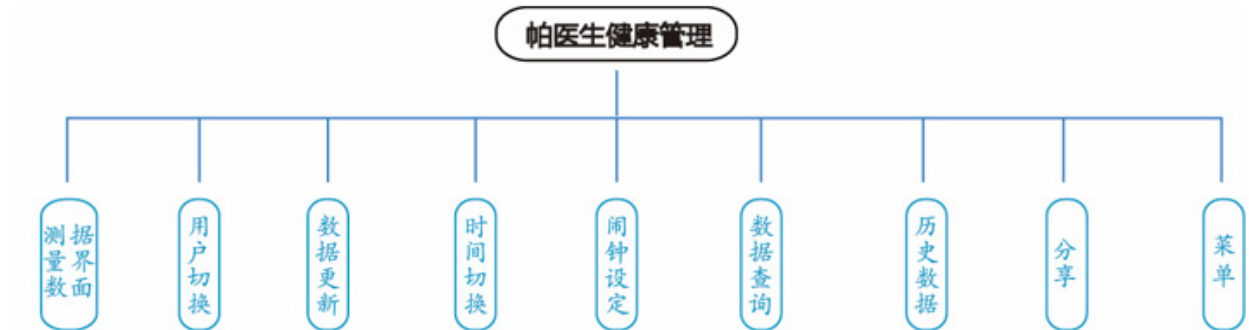 帕医生健康管理
测量数据界面
用户切换
数据更新
时间切换
闹钟设定
数据查询
历史数据
分享
菜单